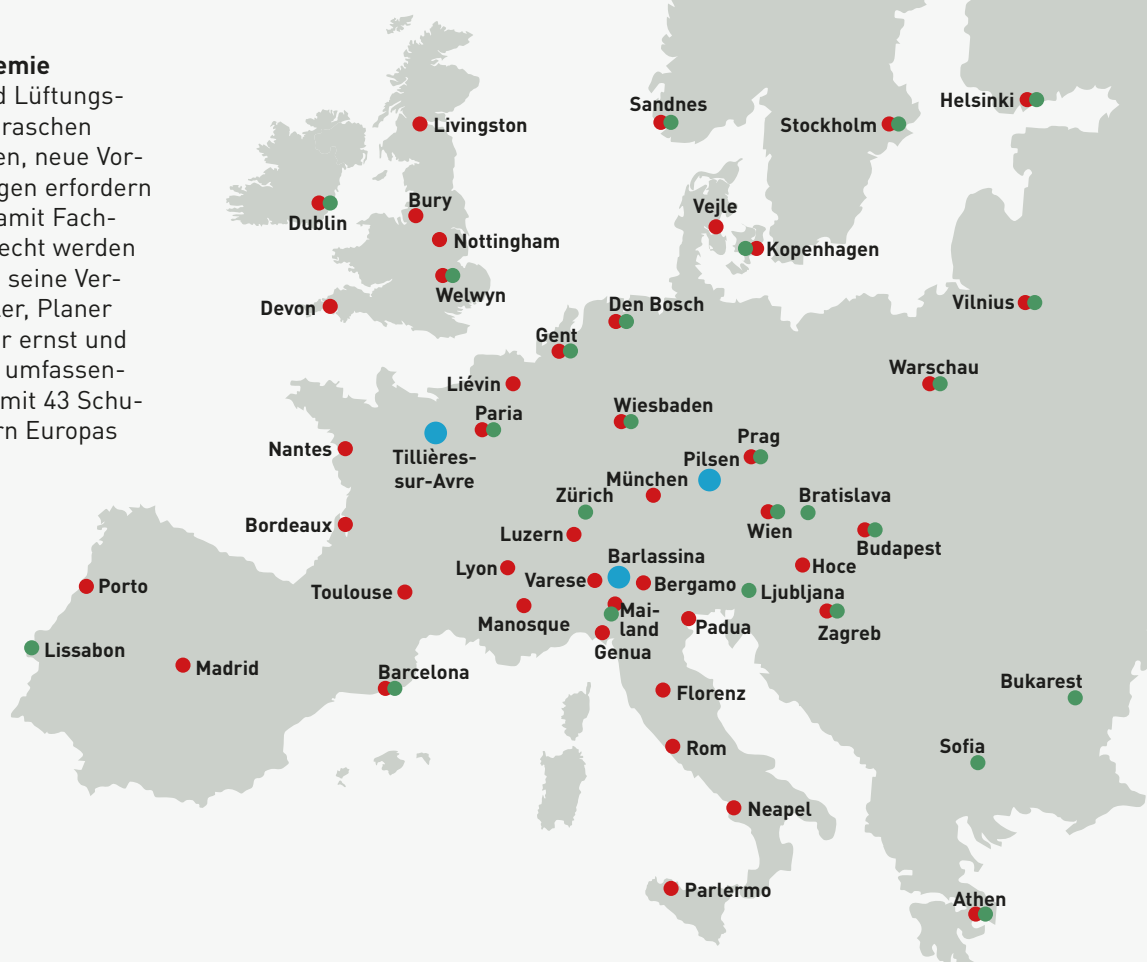 emie
d Lüftungs-
raschen
en, neue Vor-
gen erfordern
amit Fach-
recht werden
seine Ver-
er, Planer
r ernst und
umfassen-
mit 43 Schu-
rn Europas
Livingston
Sandnes
Helsinki
Stockholm
Dublin
Bury
Nottingham
Welwyn
Devon
Vejle
Kopenhagen
Den Bosch
Vilnius
Gent
Liévin
Warschau
Paria
Wiesbaden
Nantes
Tillières-
sur-Avre
Prag
Pilsen
München
Zürich
Bratislava
Bordeaux
Luzern
Wien
Budapest
Barlassina
Lyon
Varese
Bergamo
Hoce
Porto
Toulouse
Ljubljana
Manosque
Mai-
land
Padua
Zagreb
Genua
Lissabon
Madrid
Barcelona
Florenz
Bukarest
Rom
Sofia
Neapel
Parlermo
Athen